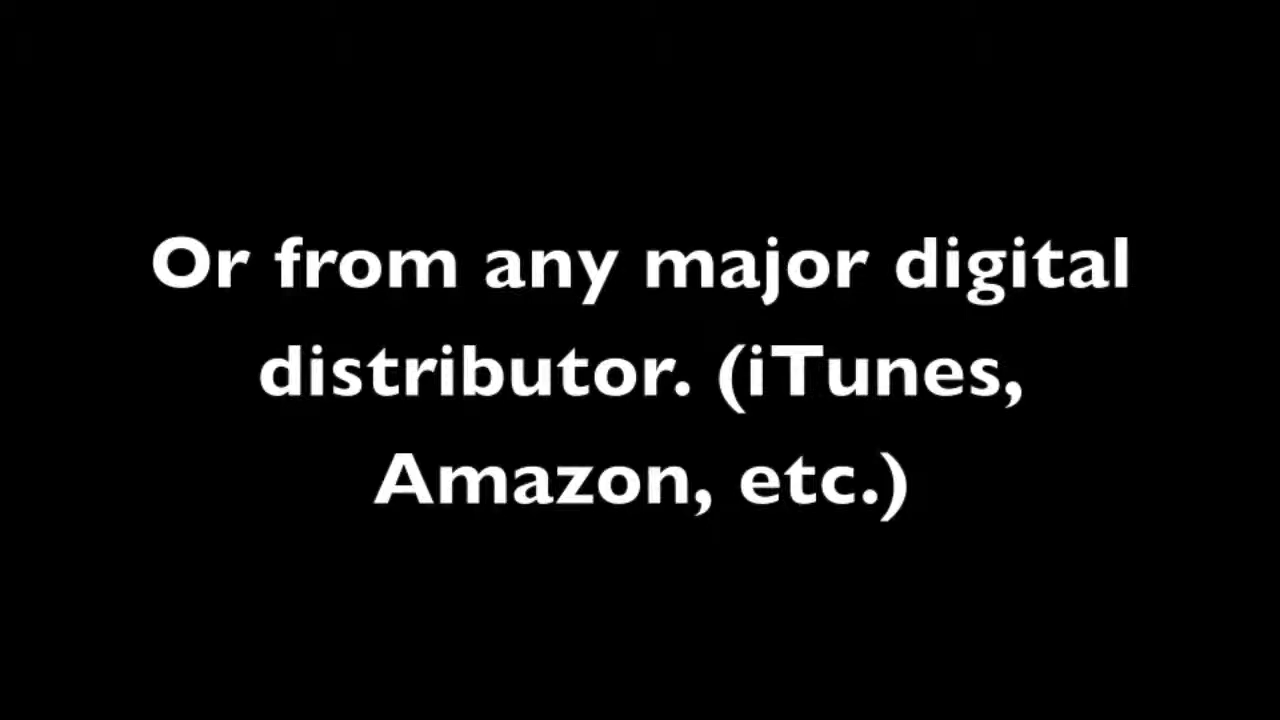 Or from any major digital
distributor. (iTunes,
Amazon, etc.)